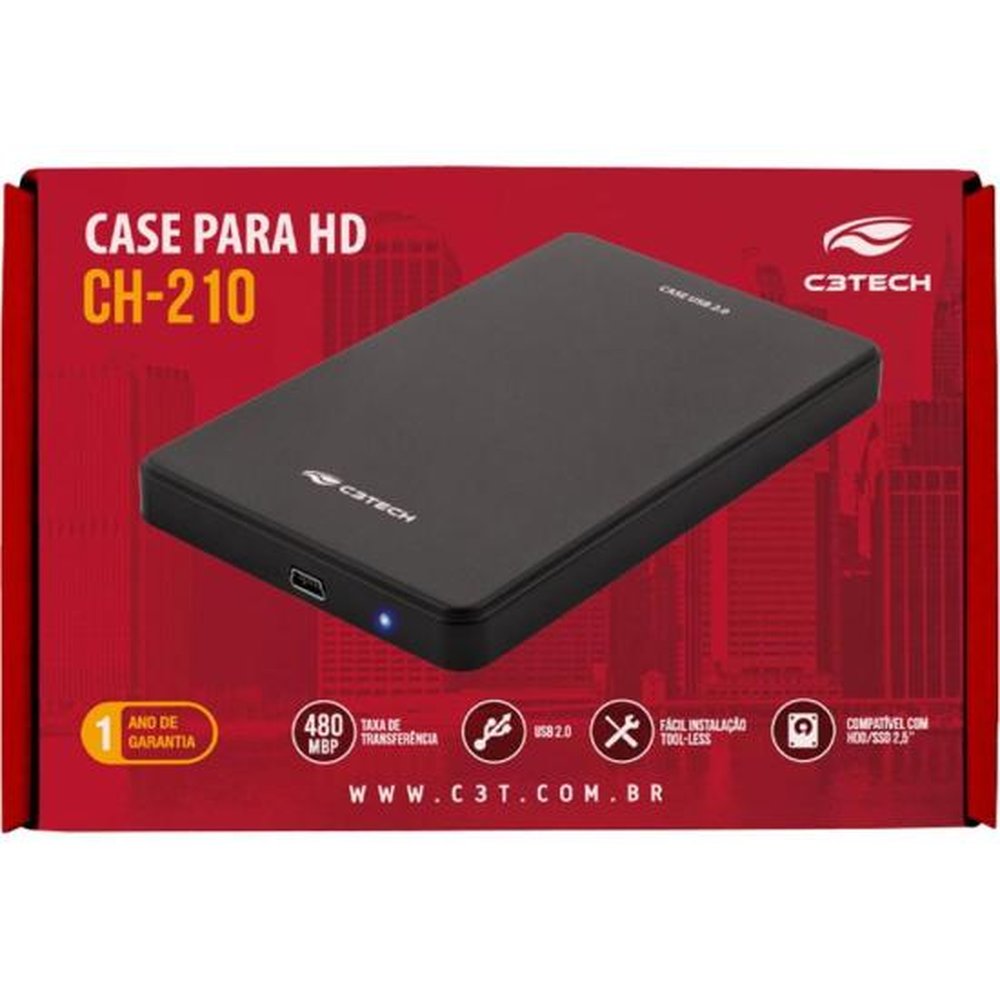 CASE PARA HD
CH-210
C3TECH
CASE USB 2.0
C3TECH
1 ANO DE
GARANTIA
480
MBP
TAXA DE
TRANSFERÊNCIA
USB 2.0
FÁCIL INSTALAÇÃO
TOOL-LESS
COMPATÍVEL COM
HDD/SSD 2,5"
WWW.C3T.COM.BR